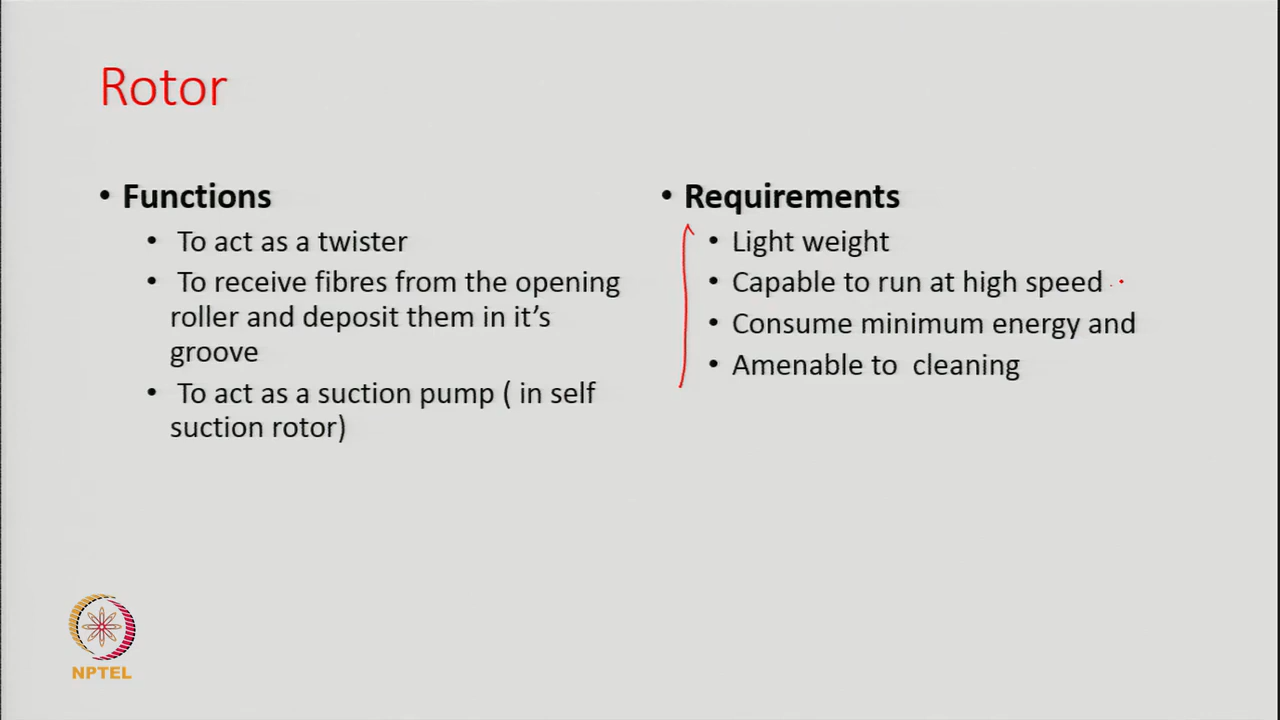 Rotor
• Functions
• To act as a twister
• To receive fibres from the opening
roller and deposit them in it's
groove
• To act as a suction pump ( in self
suction rotor)
• Requirements
• Light weight
• Capable to run at high speed
• Consume minimum energy and
• Amenable to cleaning
NPTEL